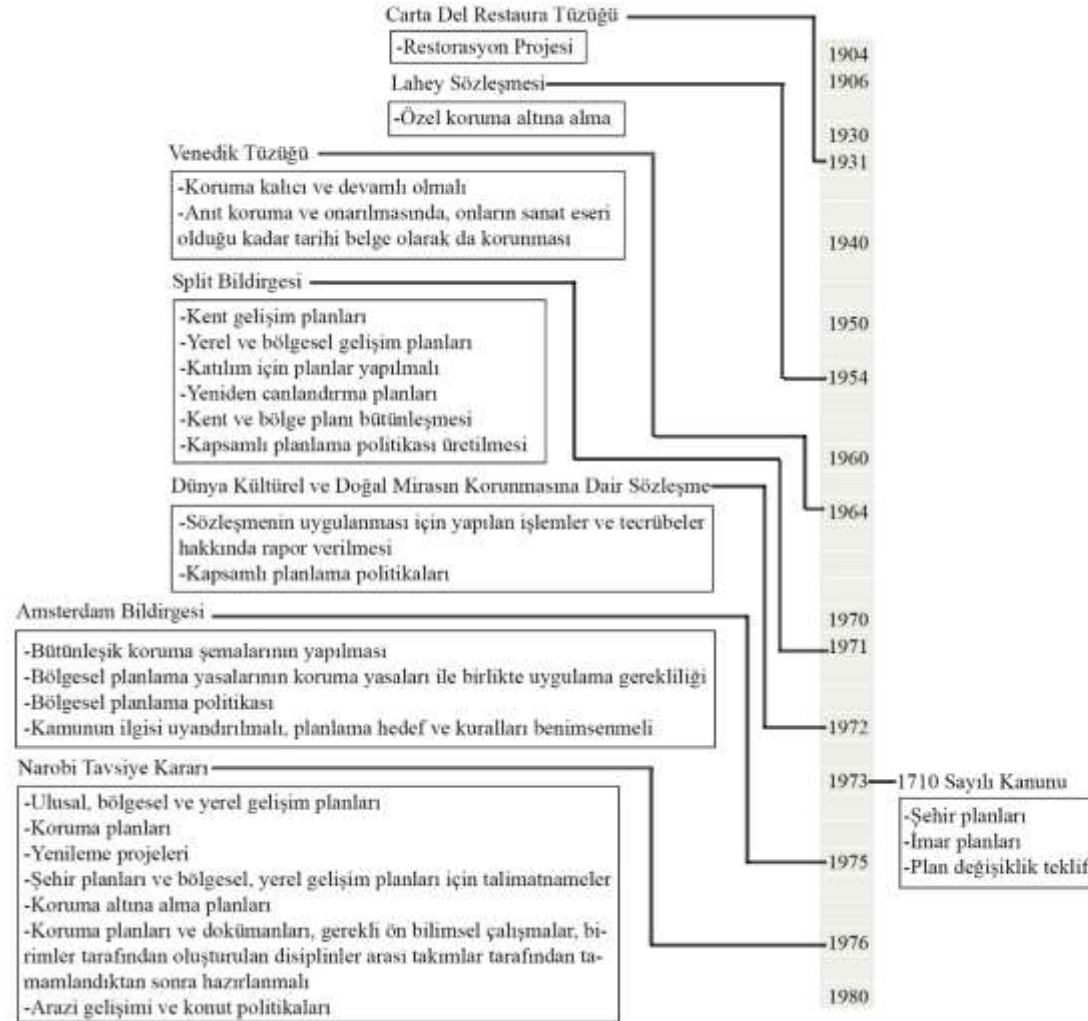 Carta Del Restaura Tüzüğü
-Restorasyon Projesi
Lahey Sözleşmesi
-Özel koruma altına alma
Venedik Tüzüğü
-Koruma kalıcı ve devamlı olmalı
-Anıt koruma ve onarılmasında, onların sanat eseri
olduğu kadar tarihi belge olarak da korunması
Split Bildirgesi
-Kent gelişim planları
-Yerel ve bölgesel gelişim planları
-Katılım için planlar yapılmalı
-Yeniden canlandırma planları
-Kent ve bölge planı bütünleşmesi
-Kapsamlı planlama politikası üretilmesi
Dünya Kültürel ve Doğal Mirasın Korunmasına Dair Sözleşme
-Sözleşmenin uygulanması için yapılan işlemler ve tecrübeler
hakkında rapor verilmesi
-Kapsamlı planlama politikaları
Amsterdam Bildirgesi
-Bütünleşik koruma şemalarının yapılması
-Bölgesel planlama yasalarının koruma yasaları ile birlikte uygulama gerekliliği
-Bölgesel planlama politikası
-Kamunun ilgisi uyandırılmalı, planlama hedef ve kuralları benimsenmeli
Narobi Tavsiye Kararı
-Ulusal, bölgesel ve yerel gelişim planları
-Koruma planları
-Yenileme projeleri
-Şehir planları ve bölgesel, yerel gelişim planları için talimatnameler
-Koruma altına alma planları
-Koruma planları ve dokümanları, gerekli ön bilimsel çalışmalar, bi-
rimler tarafından oluşturulan disiplinler arası takımlar tarafından ta-
mamlandıktan sonra hazırlanmalı
-Arazi gelişimi ve konut politikaları
1904
1906
1930
1931
1940
1950
1954
1960
1964
1970
1971
1972
1973
1975
1976
1980
1710 Sayılı Kanunu
-Şehir planları
-İmar planları
-Plan değişiklik teklif